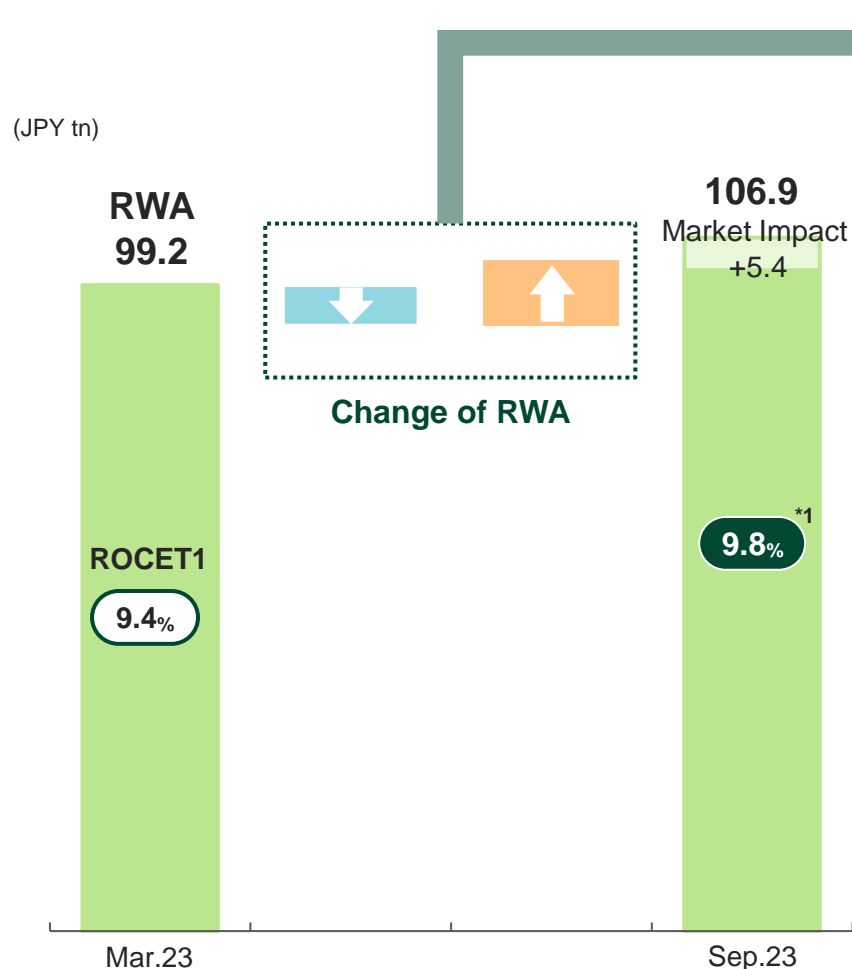 (JPY tn)
RWA
99.2
106.9
Market Impact
+5.4
Change of RWA
ROCET1
9.4%
9.8%
*1
Mar.23
Sep.23